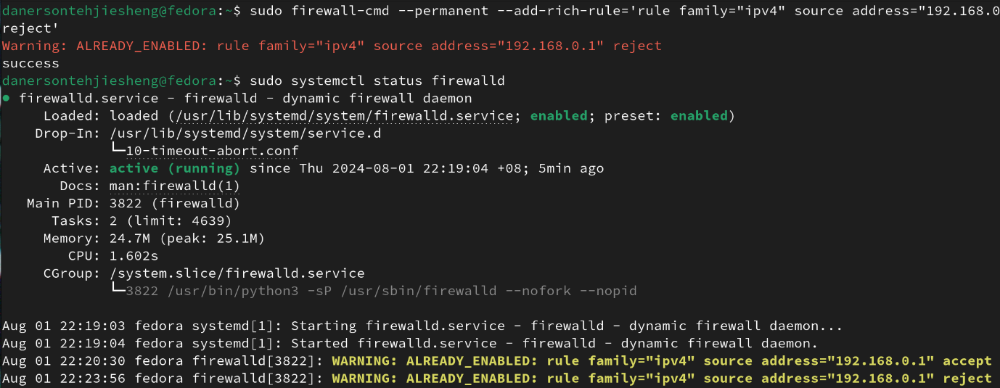 danersontehjiesheng@fedora:~$ sudo firewall-cmd --permanent --add-rich-rule='rule family="ipv4" source address="192.168.0
reject'
Warning: ALREADY_ENABLED: rule family="ipv4" source address="192.168.0.1" reject
success
danersontehjiesheng@fedora:~$ sudo systemctl status firewalld
● firewalld.service - firewalld - dynamic firewall daemon
     Loaded: loaded (/usr/lib/systemd/system/firewalld.service; enabled; preset: enabled)
    Drop-In: /usr/lib/systemd/system/service.d
             └─10-timeout-abort.conf
     Active: active (running) since Thu 2024-08-01 22:19:04 +08; 5min ago
       Docs: man:firewalld(1)
   Main PID: 3822 (firewalld)
      Tasks: 2 (limit: 4639)
     Memory: 24.7M (peak: 25.1M)
        CPU: 1.602s
     CGroup: /system.slice/firewalld.service
             └─3822 /usr/bin/python3 -sP /usr/sbin/firewalld --nofork --nopid
Aug 01 22:19:03 fedora systemd[1]: Starting firewalld.service - firewalld - dynamic firewall daemon...
Aug 01 22:19:04 fedora systemd[1]: Started firewalld.service - firewalld - dynamic firewall daemon.
Aug 01 22:20:30 fedora firewalld[3822]: WARNING: ALREADY_ENABLED: rule family="ipv4" source address="192.168.0.1" accept
Aug 01 22:23:56 fedora firewalld[3822]: WARNING: ALREADY_ENABLED: rule family="ipv4" source address="192.168.0.1" reject